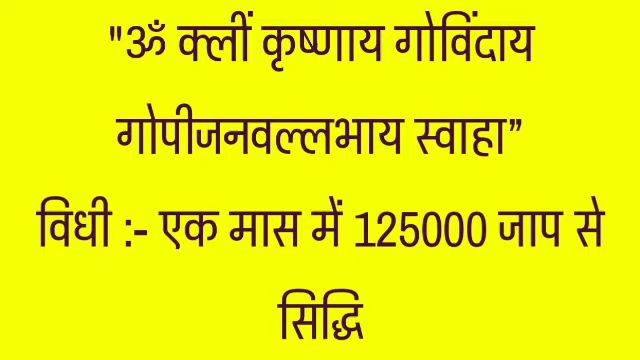 "ॐ क्लीं कृष्णाय गोविंदाय
गोपीजनवल्लभाय स्वाहा”
विधी :- एक मास में 125000 जाप से
सिद्धि